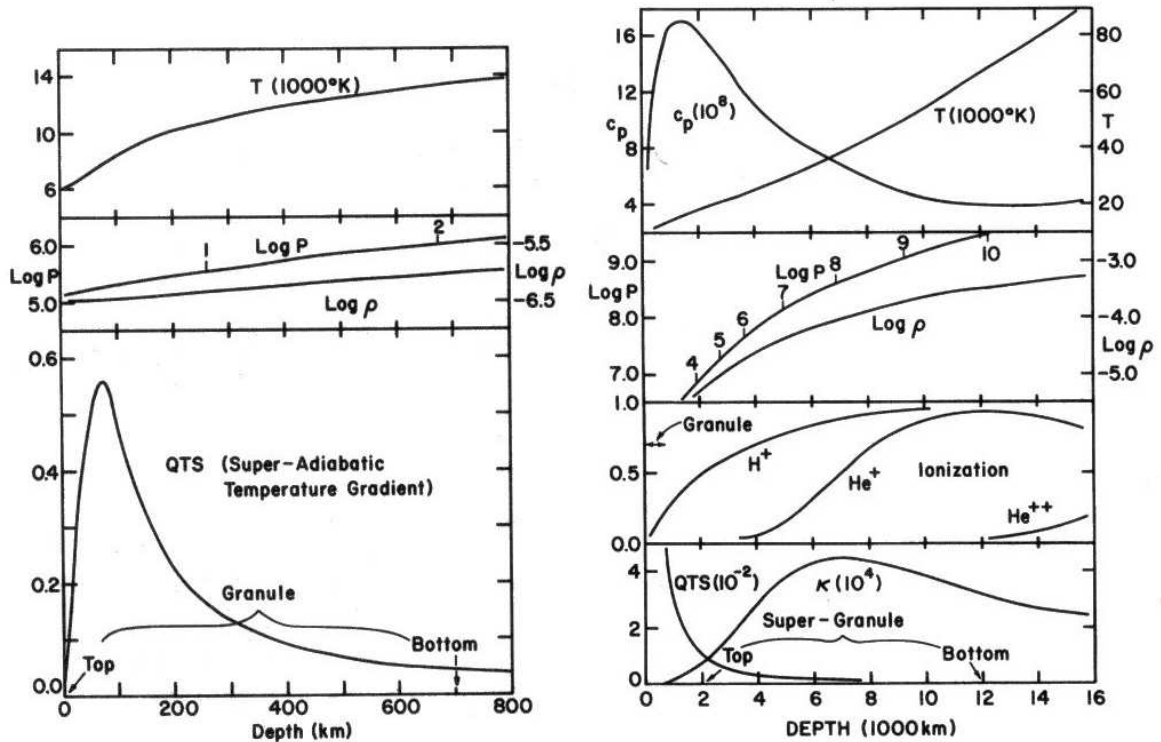 14
T (1000°K)
10
6
6.0
1
Log P
2
-5.5
Log P
Log ρ
5.0
Log ρ
-6.5
0.6
0.4
QTS (Super-Adiabatic
Temperature Gradient)
0.2
Granule
Bottom
Top
0.0
0
200
400
600
800
Depth (km)
16
80
c_p(10^8)
12
60
c_p
T(1000°K)
T
8
40
4
20
9
10
9.0
Log P
8
-3.0
7
Log P
8.0
6
Log ρ
-4.0
5
Log ρ
4
7.0
-5.0
1.0
Granule
H^+
0.5
He^+
Ionization
He^++
0.0
4
QTS(10^-2)
κ(10^4)
2
Super-Granule
Top
Bottom
0
0
2
4
6
8
10
12
14
16
DEPTH (1000km)